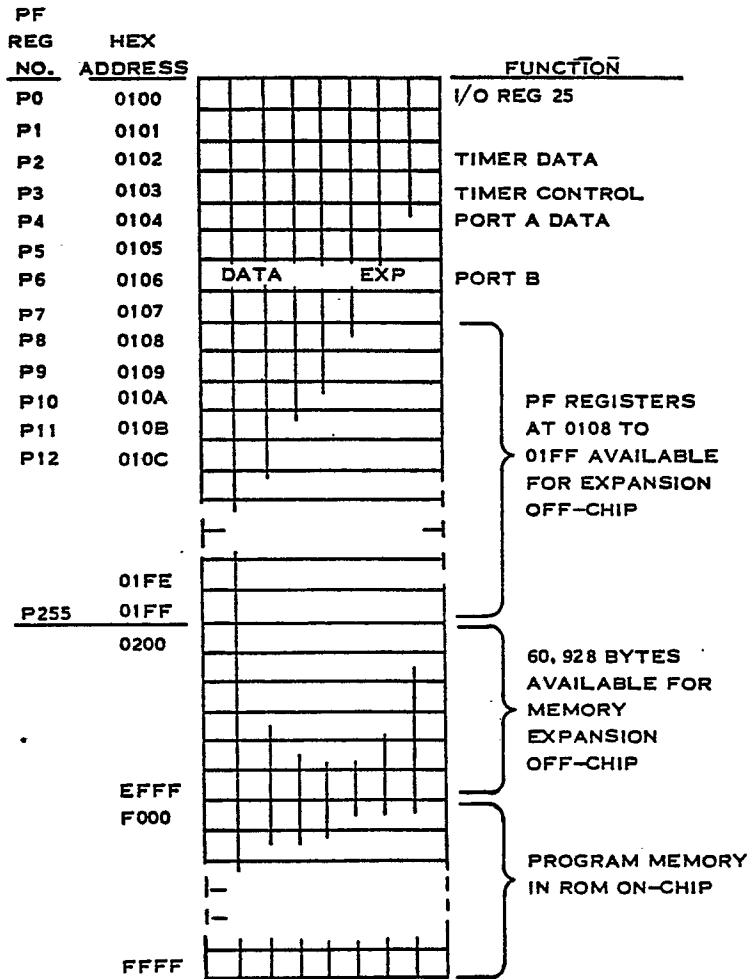 PF
REG HEX
NO. ADDRESS FUNCTION
P0 0100 I/O REG 25
P1 0101
P2 0102 TIMER DATA
P3 0103 TIMER CONTROL
P4 0104 PORT A DATA
P5 0105
P6 0106 DATA EXP PORT B
P7 0107
P8 0108
P9 0109
P10 010A
P11 010B
P12 010C
PF REGISTERS
AT 0108 TO
01FF AVAILABLE
FOR EXPANSION
OFF-CHIP
01FE
P255 01FF
0200
60,928 BYTES
AVAILABLE FOR
MEMORY
EXPANSION
OFF-CHIP
EFFF
F000
PROGRAM MEMORY
IN ROM ON-CHIP
FFFF